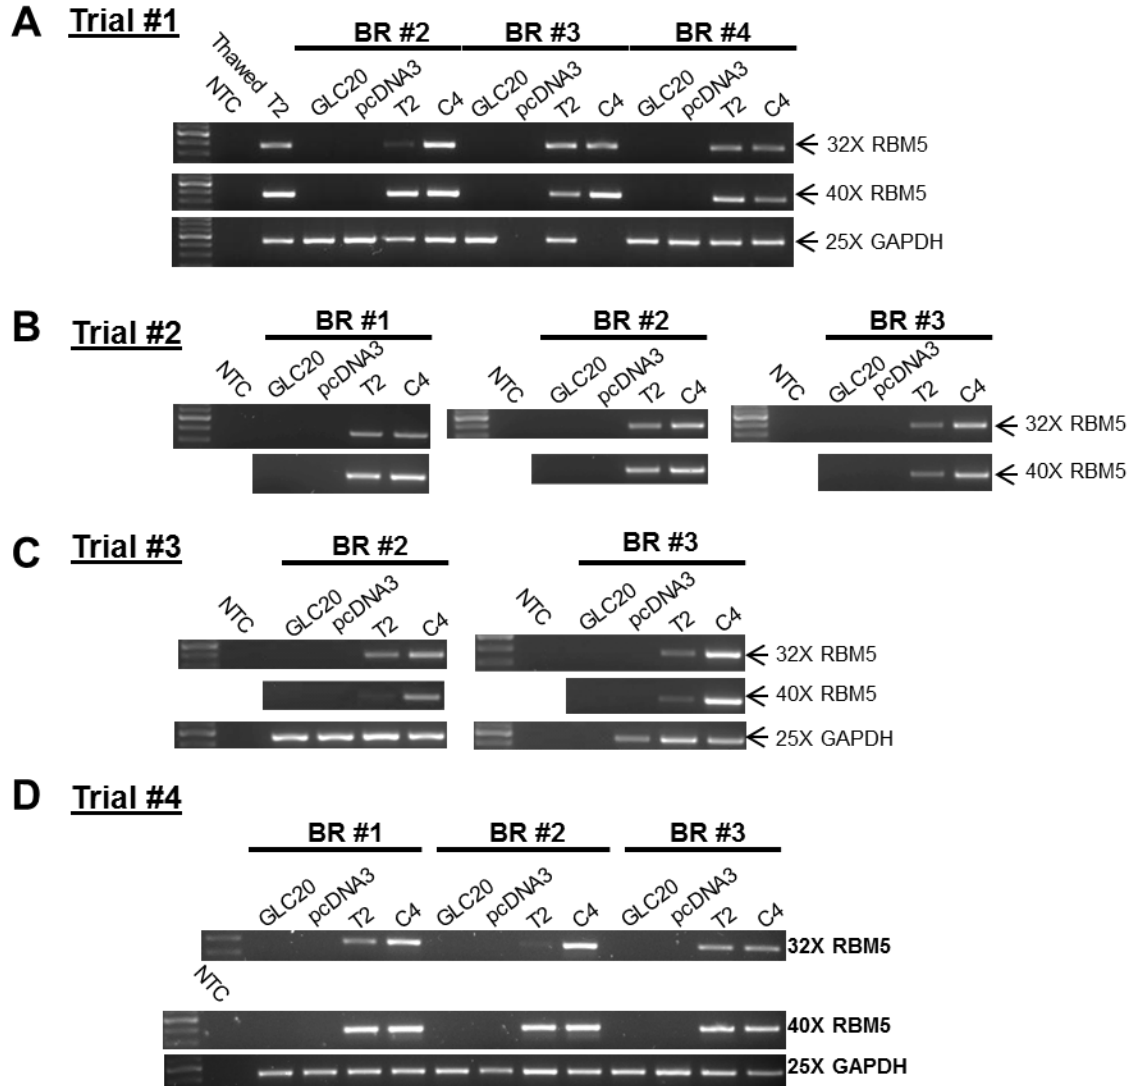 A Trial #1
BR #2 BR #3 BR #4
NTC Thawed T2 GLC20 pcDNA3 T2 C4 GLC20 pcDNA3 T2 C4 GLC20 pcDNA3 T2 C4
32X RBM5
40X RBM5
25X GAPDH
B Trial #2
BR #1 BR #2 BR #3
NTC GLC20 pcDNA3 T2 C4 NTC GLC20 pcDNA3 T2 C4 NTC GLC20 pcDNA3 T2 C4
32X RBM5
40X RBM5
C Trial #3
BR #2 BR #3
NTC GLC20 pcDNA3 T2 C4 NTC GLC20 pcDNA3 T2 C4
32X RBM5
40X RBM5
25X GAPDH
D Trial #4
BR #1 BR #2 BR #3
GLC20 pcDNA3 T2 C4 GLC20 pcDNA3 T2 C4 GLC20 pcDNA3 T2 C4
32X RBM5
NTC
40X RBM5
25X GAPDH